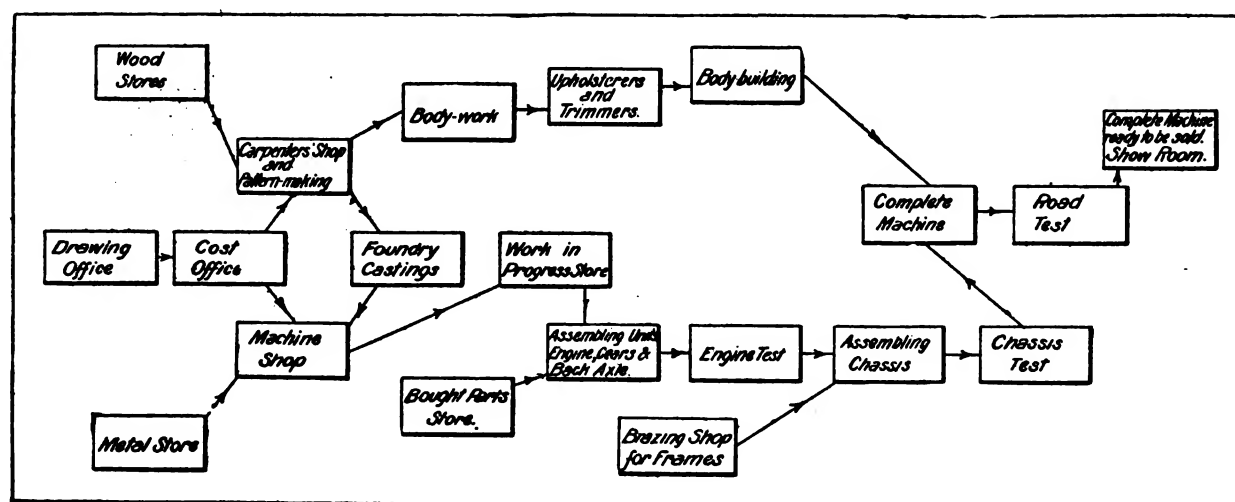 Wood
Stores
Carpenters' Shop
and
Pattern-making
Body-work
Upholsterers
and
Trimmers.
Body-building
Complete Machine
ready to be sold.
Show Room.
Complete
Machine
Road
Test
Drawing
Office
Cost
Office
Foundry
Castings
Work in
Progress Store
Machine
Shop
Assembling Units
Engine, Gears &
Back Axle.
Engine Test
Assembling
Chassis
Chassis
Test
Bought Parts
Store.
Metal Store
Brazing Shop
for Frames